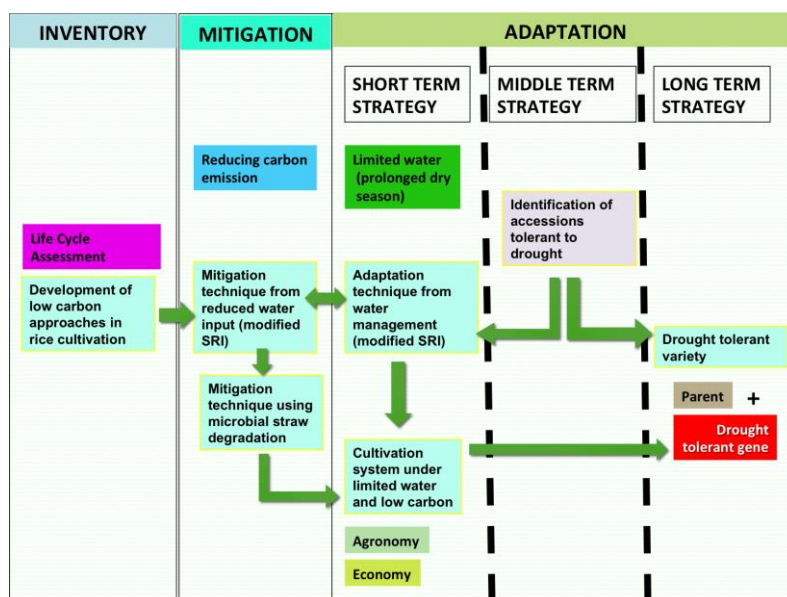 INVENTORY
MITIGATION
ADAPTATION
SHORT TERM
STRATEGY
MIDDLE TERM
STRATEGY
LONG TERM
STRATEGY
Reducing carbon
emission
Limited water
(prolonged dry
season)
Identification of
accessions
tolerant to
drought
Life Cycle
Assessment
Development of
low carbon
approaches in
rice cultivation
Mitigation
technique from
reduced water
input (modified
SRI)
Adaptation
technique from
water
management
(modified SRI)
Drought tolerant
variety
Mitigation
technique using
microbial straw
degradation
Parent +
Drought
tolerant gene
Cultivation
system under
limited water
and low carbon
Agronomy
Economy